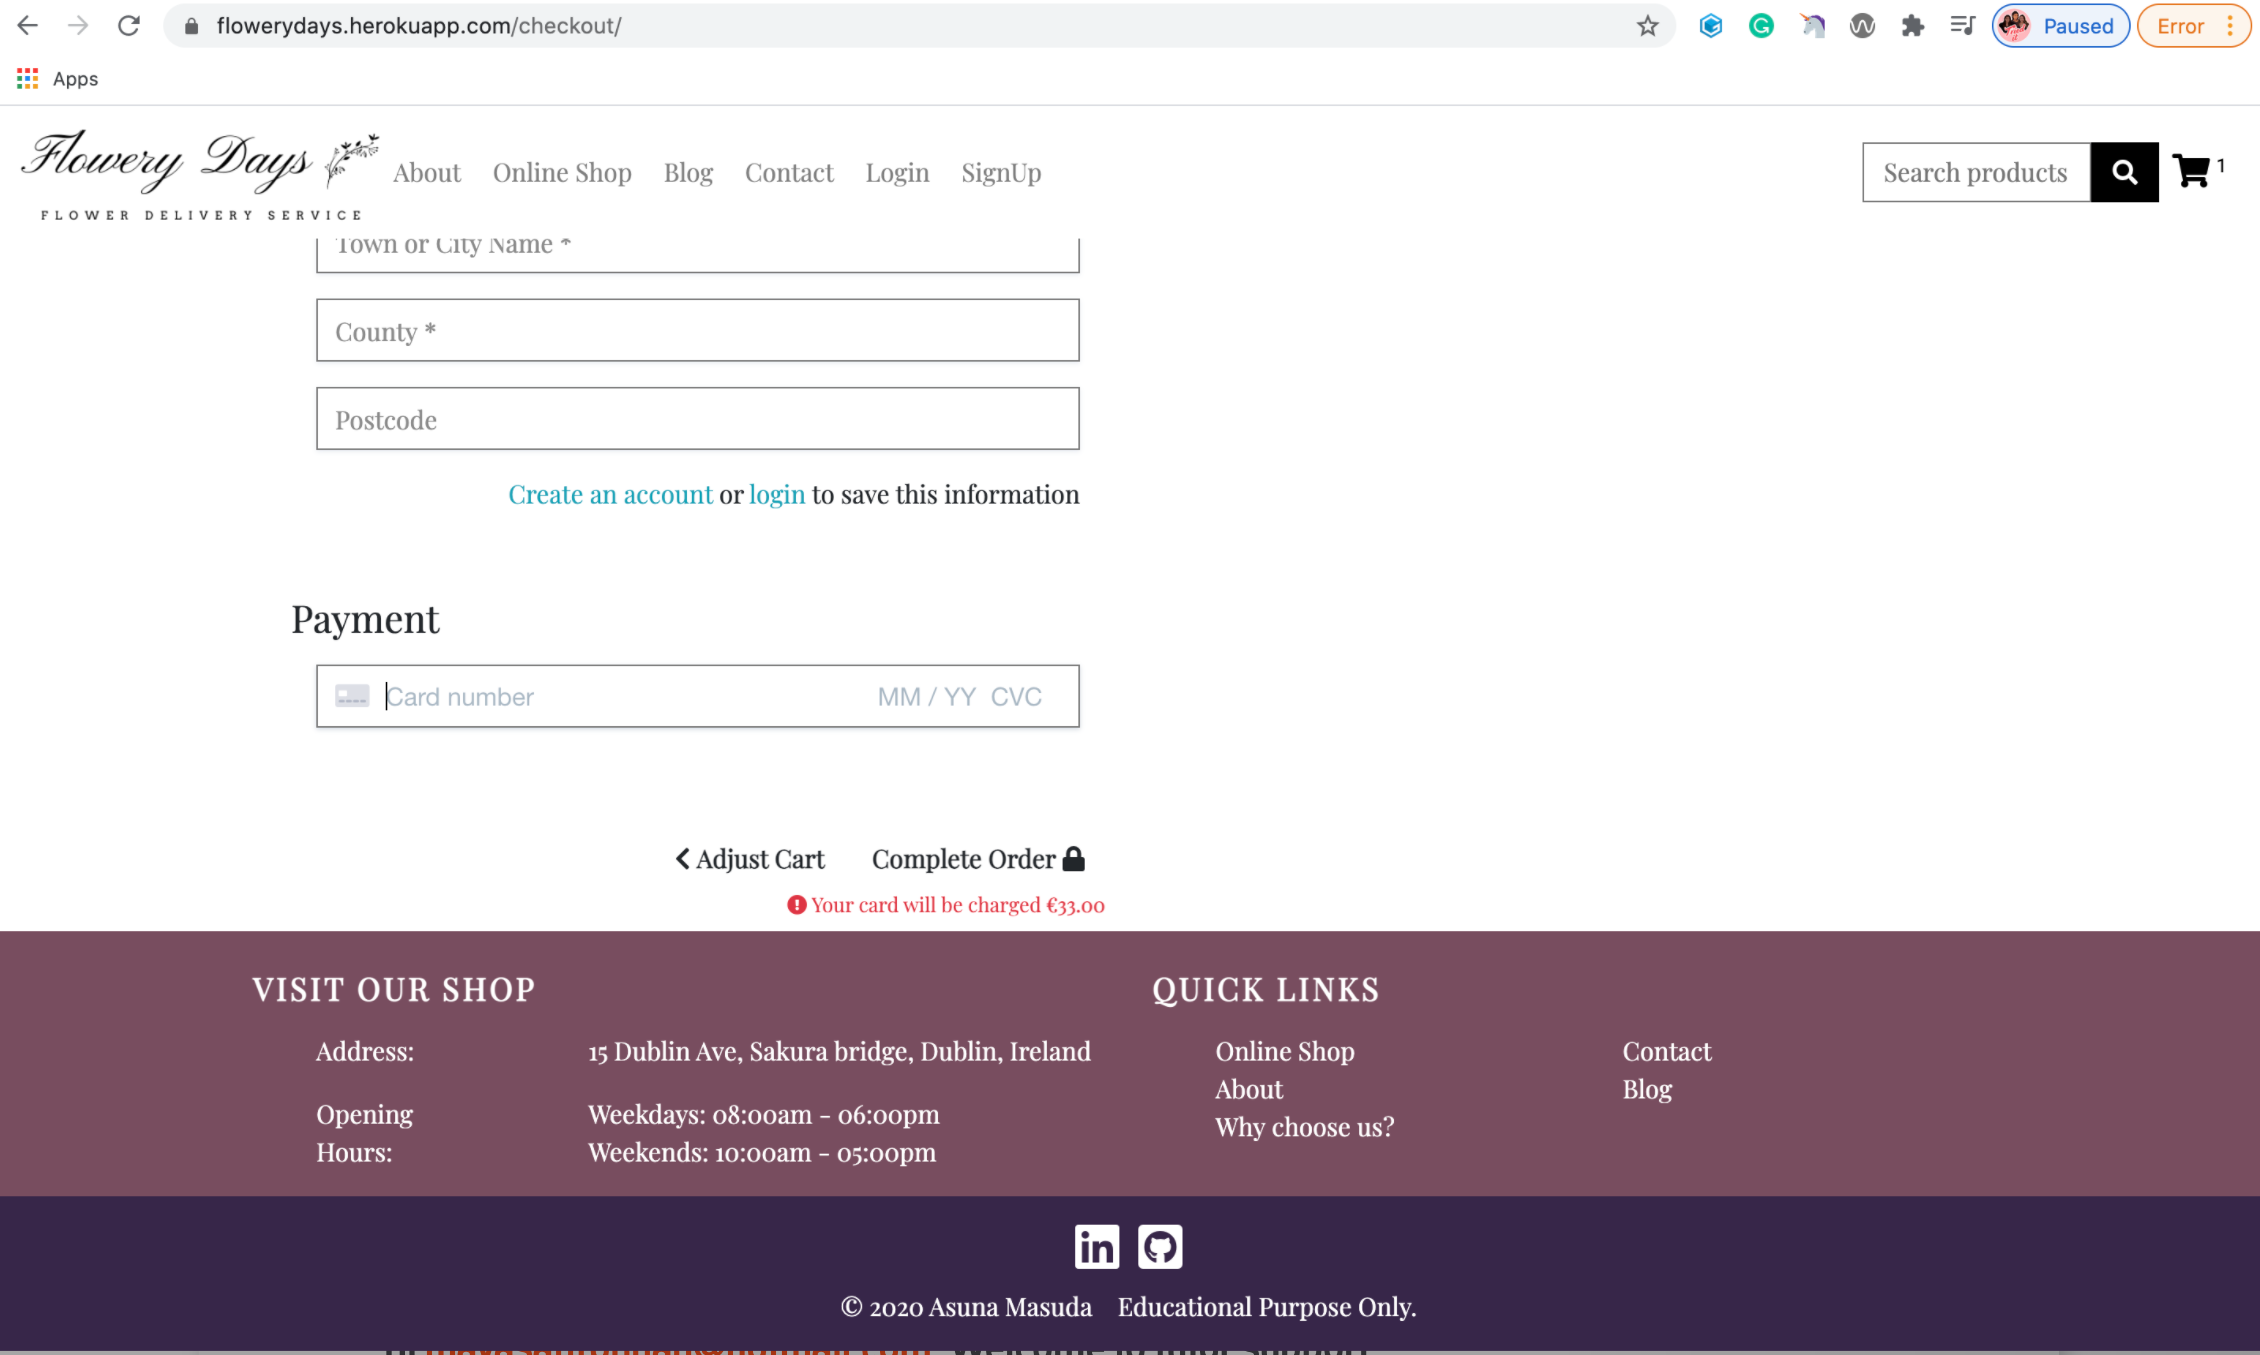 flowerydays.herokuapp.com/checkout/
Paused
Error
Apps
Flowery Days
FLOWER DELIVERY SERVICE
About Online Shop Blog Contact Login SignUp
Search products
1
Town or City Name *
County *
Postcode
Create an account or login to save this information
Payment
Card number MM / YY CVC
Adjust Cart Complete Order
Your card will be charged €33.00
VISIT OUR SHOP
Address: 15 Dublin Ave, Sakura bridge, Dublin, Ireland
Opening Hours:
Weekdays: 08:00am - 06:00pm
Weekends: 10:00am - 05:00pm
QUICK LINKS
Online Shop
About
Why choose us?
Contact
Blog
in
© 2020 Asuna Masuda Educational Purpose Only.